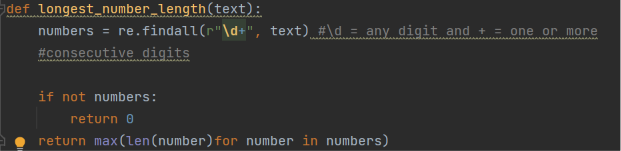 def longest_number_length(text):
    numbers = re.findall(r"\d+", text) #\d = any digit and + = one or more
    #consecutive digits
    if not numbers:
        return 0
    return max(len(number)for number in numbers)